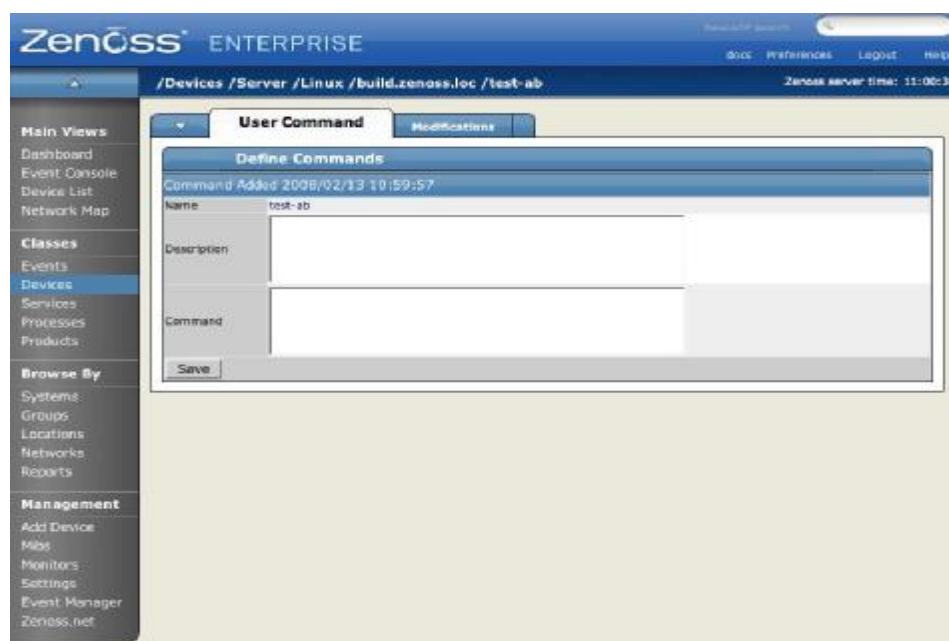 Zenoss ENTERPRISE
docs Preferences Logout Help
/Devices /Server /Linux /build.zenoss.loc /test-ab
Zenoss server time: 11:00:3
Main Views
Dashboard
Event Console
Device List
Network Map
Classes
Events
Devices
Services
Processes
Products
Browse By
Systems
Groups
Locations
Networks
Reports
Management
Add Device
Mibs
Monitors
Settings
Event Manager
Zenoss.net
User Command
Modifications
Define Commands
Command Added 2008/02/13 10:59:57
Name test-ab
Description
Command
Save